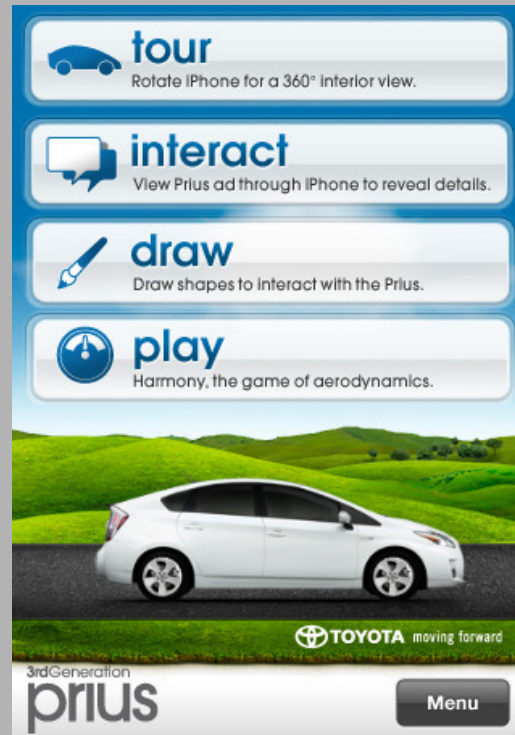 tour
Rotate iPhone for a 360° interior view.
interact
View Prius ad through iPhone to reveal details.
draw
Draw shapes to interact with the Prius.
play
Harmony, the game of aerodynamics.
TOYOTA moving forward
3rdGeneration
prius
Menu